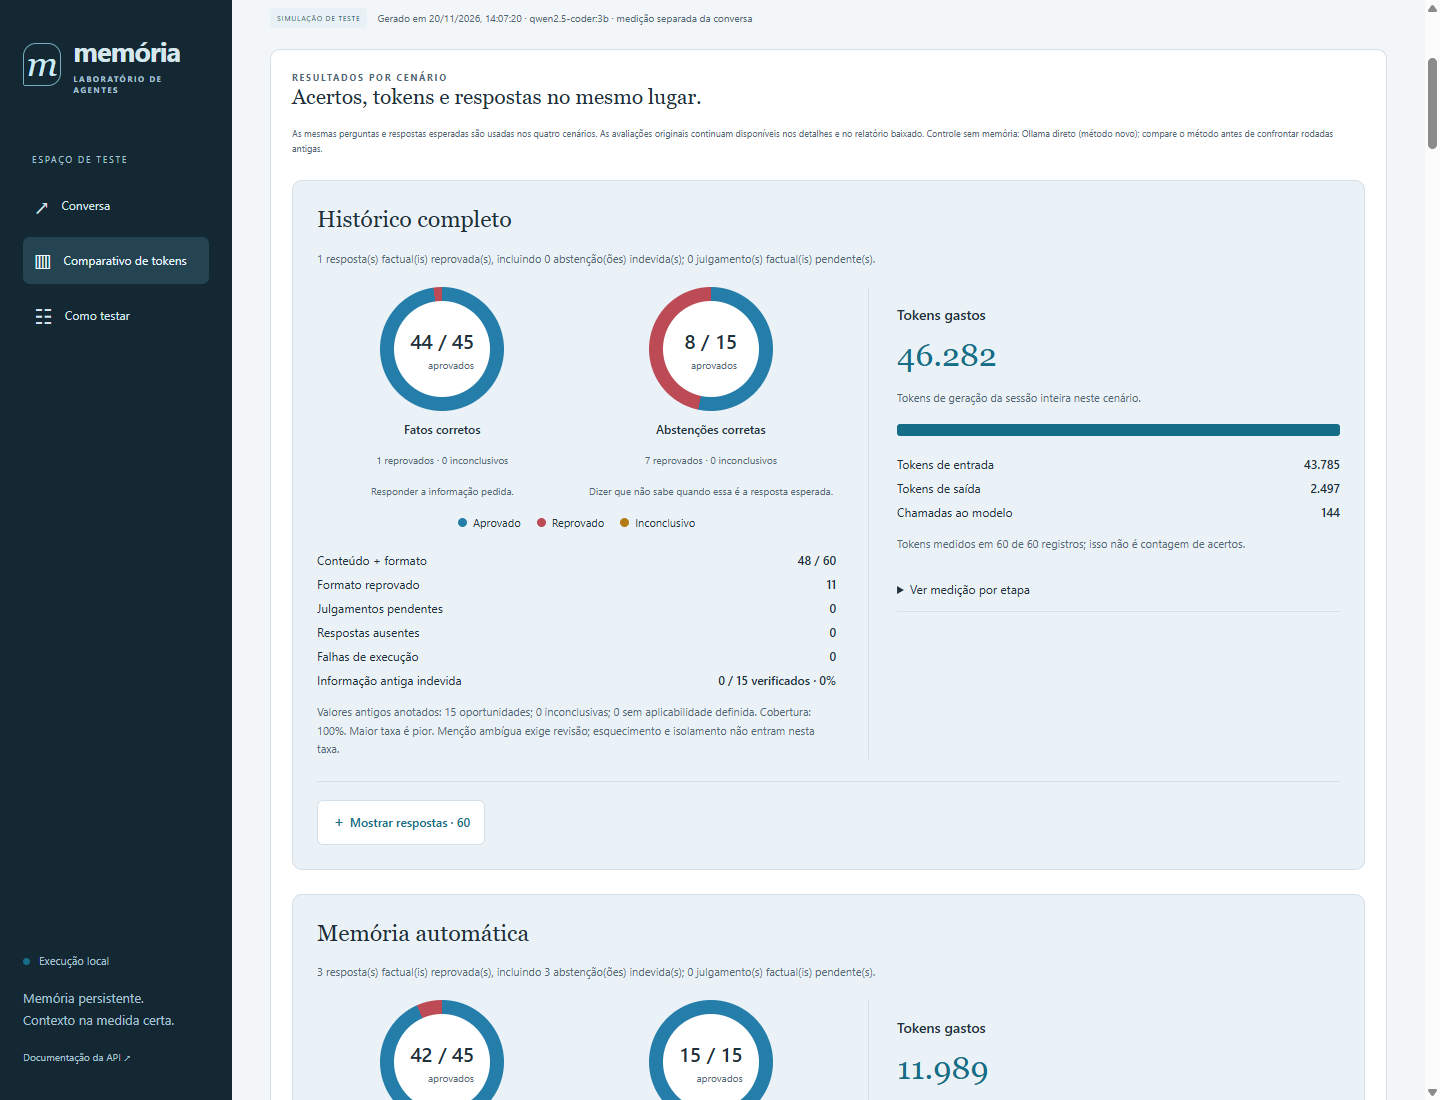 m
memória
LABORATÓRIO DE
AGENTES
ESPAÇO DE TESTE
Conversa
Comparativo de tokens
Como testar
Execução local
Memória persistente.
Contexto na medida certa.
Documentação da API ↗
SIMULAÇÃO DE TESTE
Gerado em 20/11/2026, 14:07:20 · qwen2.5-coder:3b · medição separada da conversa
RESULTADOS POR CENÁRIO
Acertos, tokens e respostas no mesmo lugar.
As mesmas perguntas e respostas esperadas são usadas nos quatro cenários. As avaliações originais continuam disponíveis nos detalhes e no relatório baixado. Controle sem memória: Ollama direto (método novo); compare o método antes de confrontar rodadas
antigas.
Histórico completo
1 resposta(s) factual(is) reprovada(s), incluindo 0 abstenção(ões) indevida(s); 0 julgamento(s) factual(is) pendente(s).
44 / 45
aprovados
Fatos corretos
1 reprovados · 0 inconclusivos
Responder a informação pedida.
8 / 15
aprovados
Abstenções corretas
7 reprovados · 0 inconclusivos
Dizer que não sabe quando essa é a resposta esperada.
Aprovado
Reprovado
Inconclusivo
Conteúdo + formato 48 / 60
Formato reprovado 11
Julgamentos pendentes 0
Respostas ausentes 0
Falhas de execução 0
Informação antiga indevida 0 / 15 verificados · 0%
Valores antigos anotados: 15 oportunidades; 0 inconclusivas; 0 sem aplicabilidade definida. Cobertura:
100%. Maior taxa é pior. Menção ambígua exige revisão; esquecimento e isolamento não entram nesta
taxa.
Tokens gastos
46.282
Tokens de geração da sessão inteira neste cenário.
Tokens de entrada 43.785
Tokens de saída 2.497
Chamadas ao modelo 144
Tokens medidos em 60 de 60 registros; isso não é contagem de acertos.
▶ Ver medição por etapa
+ Mostrar respostas · 60
Memória automática
3 resposta(s) factual(is) reprovada(s), incluindo 3 abstenção(ões) indevida(s); 0 julgamento(s) factual(is) pendente(s).
42 / 45
aprovados
15 / 15
aprovados
Tokens gastos
11.989